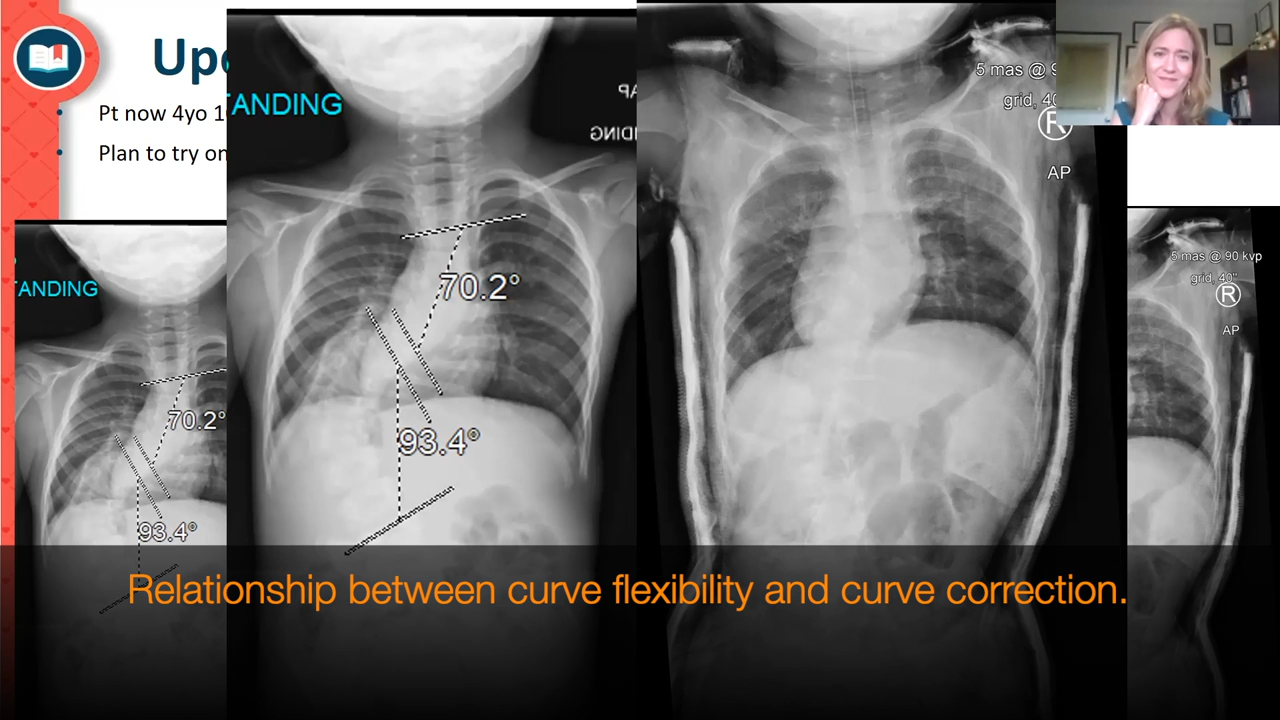 Upd
Pt now 4yo 1
Plan to try on
TANDING
70.2°
93.4°
AP
DING
5 mas @ 9
grid, 40
R
AP
ANDING
70.2°
93.4°
5 mas @ 90 kvp
grid, 40"
R
AP
Relationship between curve flexibility and curve correction.